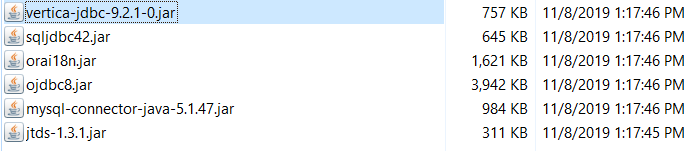 vertica-jdbc-9.2.1-0.jar 757 KB 11/8/2019 1:17:46 PM
sqljdbc42.jar 645 KB 11/8/2019 1:17:46 PM
orai18n.jar 1,621 KB 11/8/2019 1:17:46 PM
ojdbc8.jar 3,942 KB 11/8/2019 1:17:46 PM
mysql-connector-java-5.1.47.jar 984 KB 11/8/2019 1:17:46 PM
jtds-1.3.1.jar 311 KB 11/8/2019 1:17:45 PM